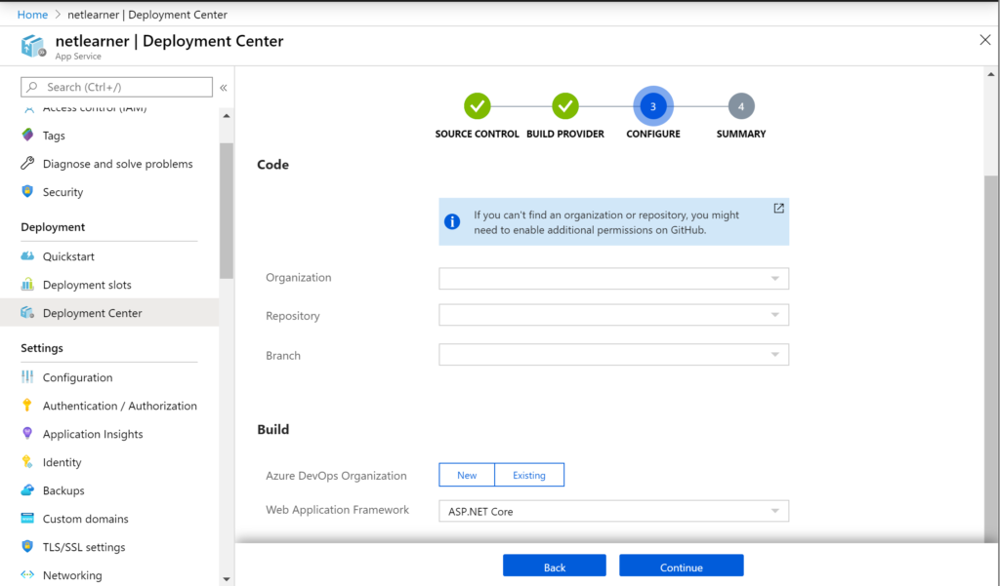 Home > netlearner | Deployment Center
netlearner | Deployment Center
App Service
Search (Ctrl+/)
«
Access control (IAM)
Tags
Diagnose and solve problems
Security
Deployment
Quickstart
Deployment slots
Deployment Center
Settings
Configuration
Authentication / Authorization
Application Insights
Identity
Backups
Custom domains
TLS/SSL settings
Networking
3
4
SOURCE CONTROL
BUILD PROVIDER
CONFIGURE
SUMMARY
Code
If you can't find an organization or repository, you might
need to enable additional permissions on GitHub.
Organization
Repository
Branch
Build
Azure DevOps Organization
New
Existing
Web Application Framework
ASP.NET Core
Back
Continue